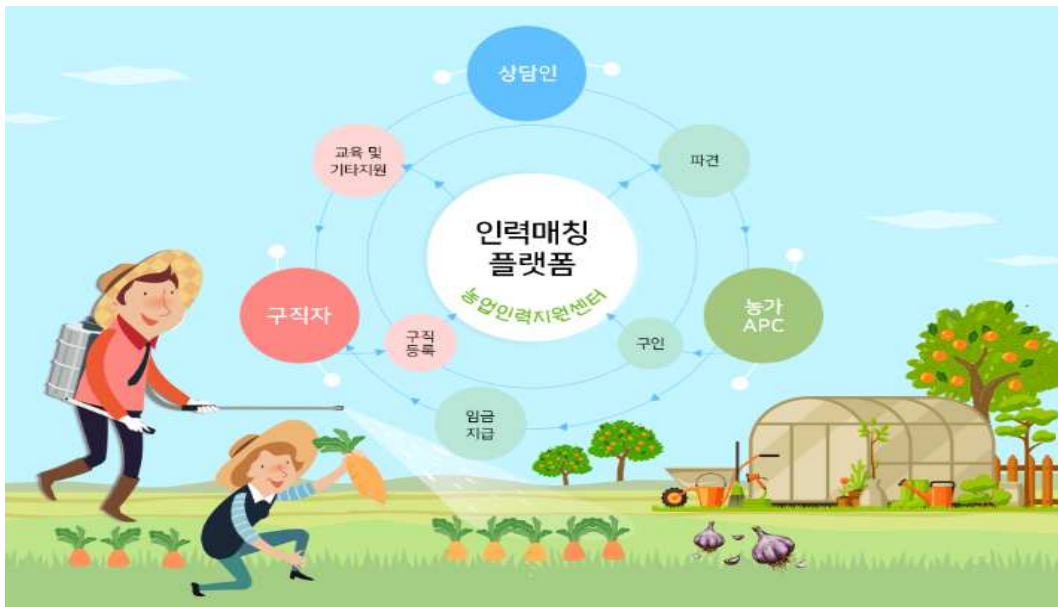 상담인
교육 및
기타지원
파견
인력매칭
플랫폼
농업인력지원센터
구직자
농가
APC
구직
등록
구인
임금
지급